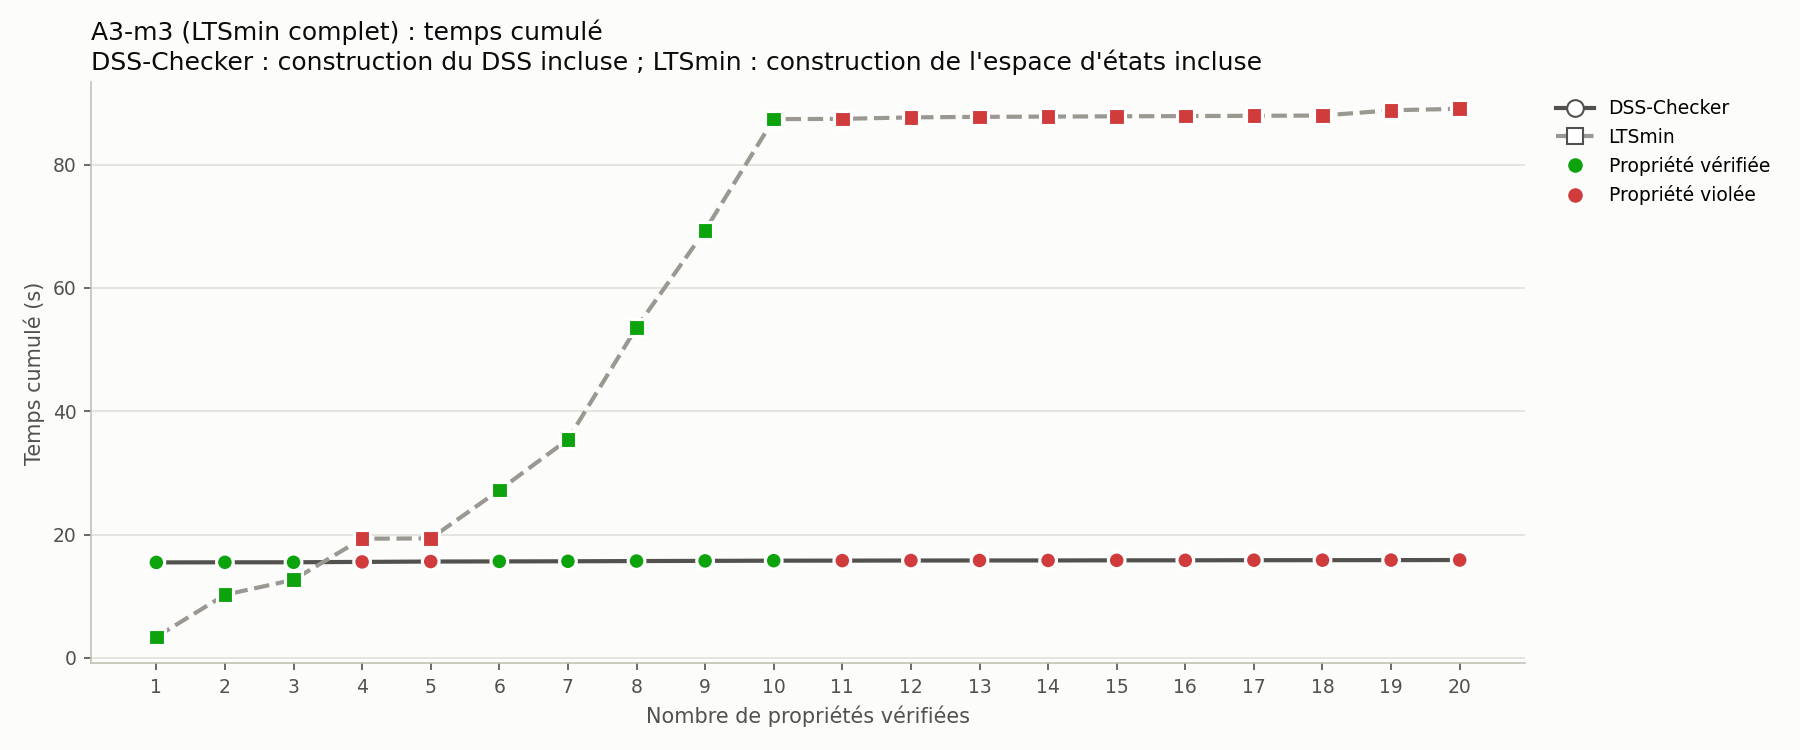 A3-m3 (LTSmin complet) : temps cumulé
DSS-Checker : construction du DSS incluse ; LTSmin : construction de l'espace d'états incluse
DSS-Checker
LTSmin
Propriété vérifiée
Propriété violée
Temps cumulé (s)
80
60
40
20
0
1 2 3 4 5 6 7 8 9 10 11 12 13 14 15 16 17 18 19 20
Nombre de propriétés vérifiées